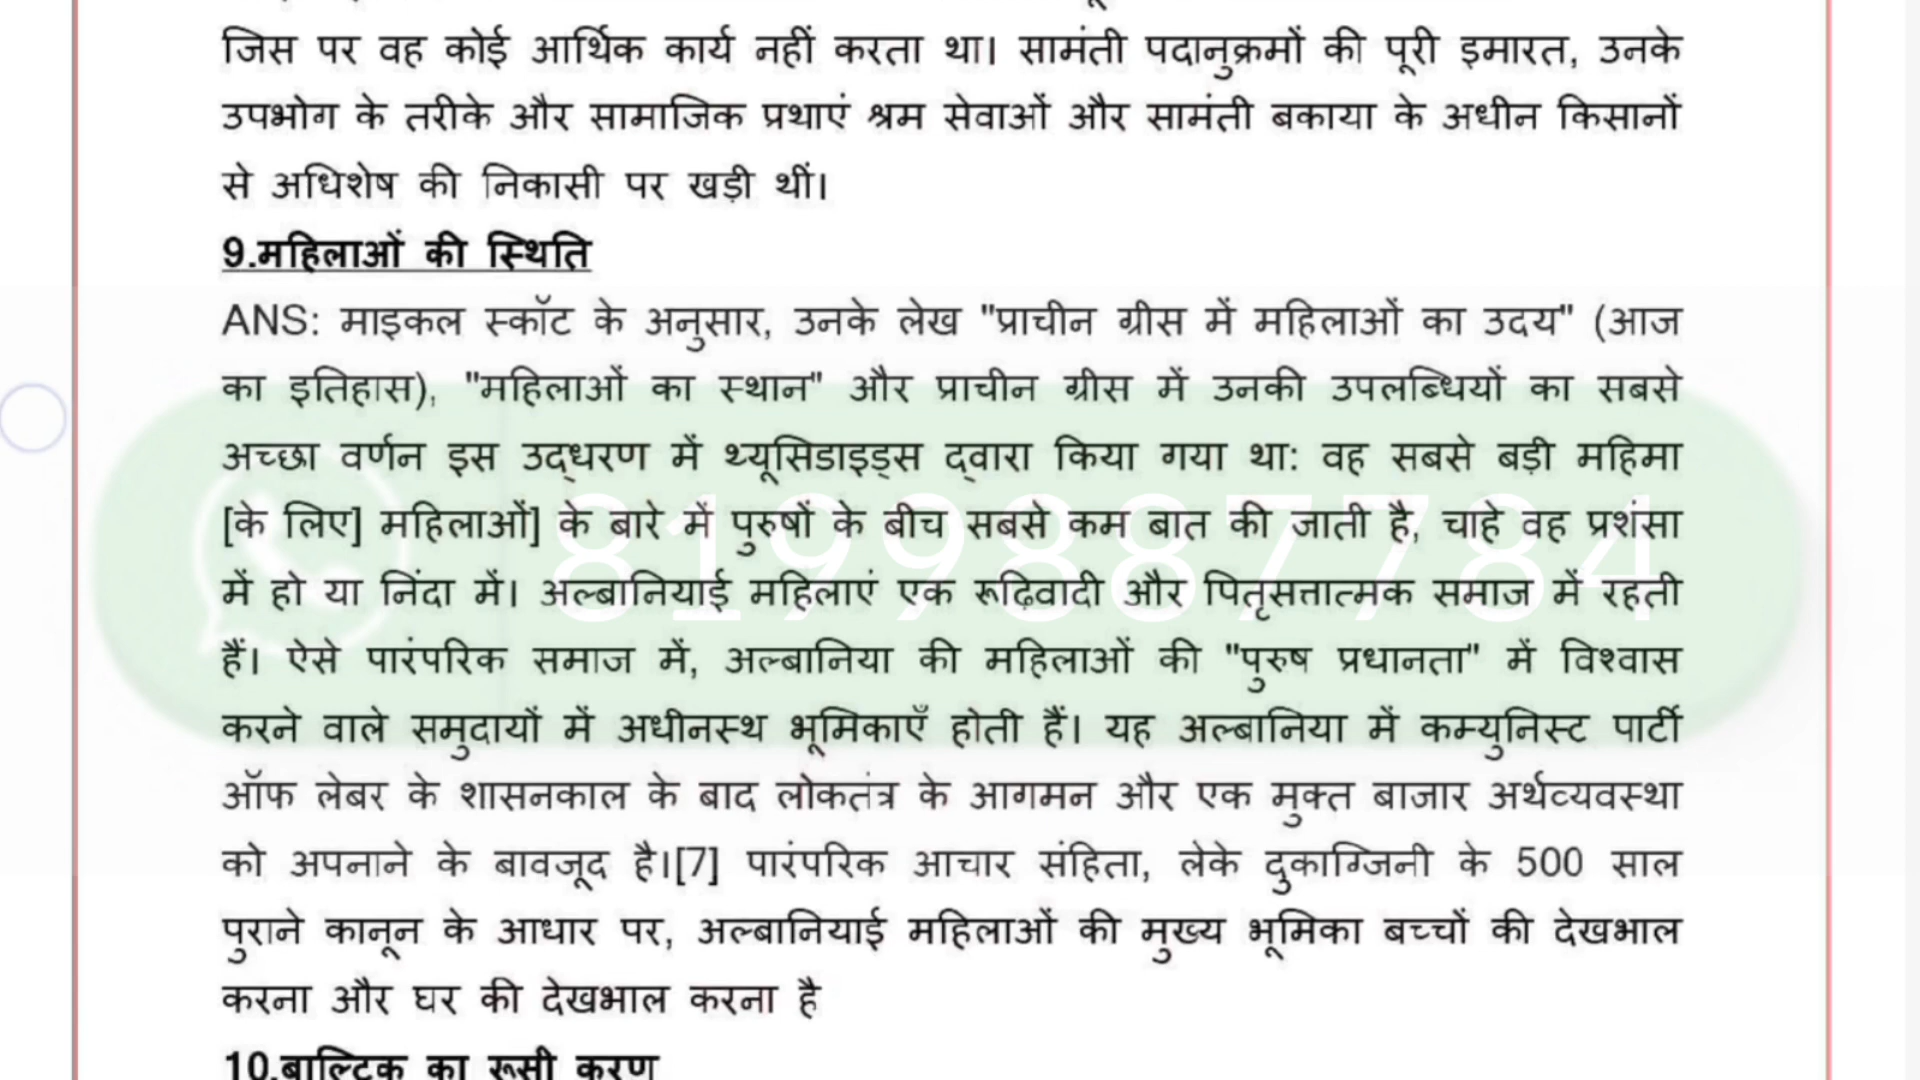 जिस पर वह कोई आर्थिक कार्य नहीं करता था। सामंती पदानुक्रमों की पूरी इमारत, उनके
उपभोग के तरीके और सामाजिक प्रथाएं श्रम सेवाओं और सामंती बकाया के अधीन किसानों
से अधिशेष की निकासी पर खड़ी थीं।
9.महिलाओं की स्थिति
ANS: माइकल स्कॉट के अनुसार, उनके लेख "प्राचीन ग्रीस में महिलाओं का उदय" (आज
का इतिहास), "महिलाओं का स्थान" और प्राचीन ग्रीस में उनकी उपलब्धियों का सबसे
अच्छा वर्णन इस उद्धरण में थ्यूसिडाइड्स द्वारा किया गया था: वह सबसे बड़ी महिमा
[के लिए] महिलाओं] के बारे में पुरुषों के बीच सबसे कम बात की जाती है, चाहे वह प्रशंसा
8199887784
में हो या निंदा में। अल्बानियाई महिलाएं एक रूढ़िवादी और पितृसत्तात्मक समाज में रहती
हैं। ऐसे पारंपरिक समाज में, अल्बानिया की महिलाओं की "पुरुष प्रधानता" में विश्वास
करने वाले समुदायों में अधीनस्थ भूमिकाएँ होती हैं। यह अल्बानिया में कम्युनिस्ट पार्टी
ऑफ लेबर के शासनकाल के बाद लोकतंत्र के आगमन और एक मुक्त बाजार अर्थव्यवस्था
को अपनाने के बावजूद है।[7] पारंपरिक आचार संहिता, लेके दुकाग्जिनी के 500 साल
पुराने कानून के आधार पर, अल्बानियाई महिलाओं की मुख्य भूमिका बच्चों की देखभाल
करना और घर की देखभाल करना है
10.बाल्टिक का रूसी करण